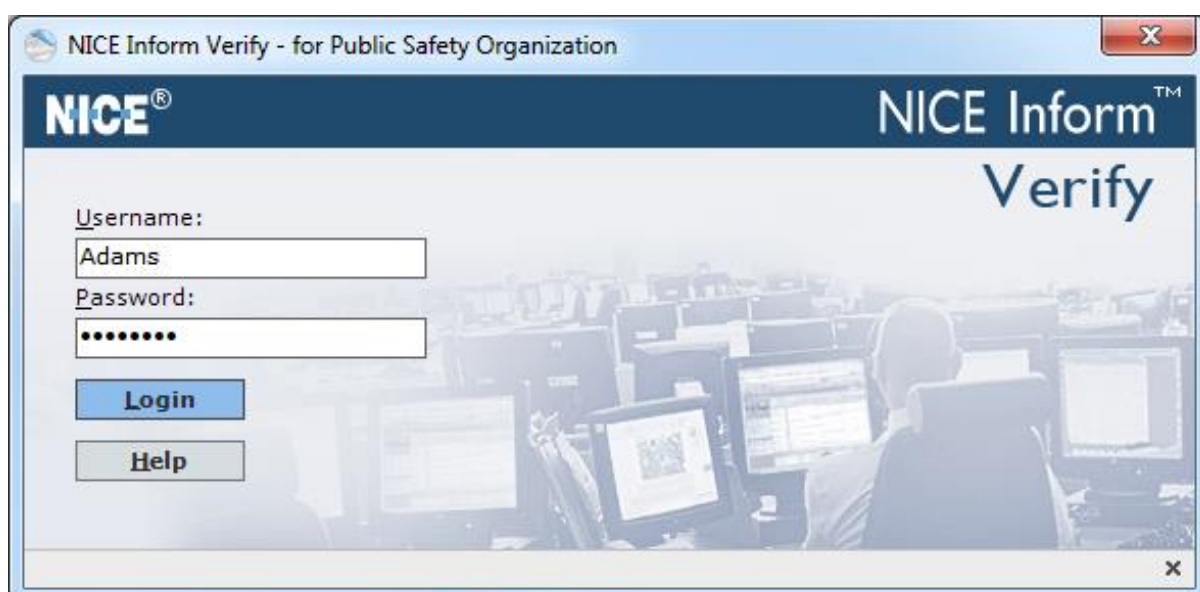 NICE Inform Verify - for Public Safety Organization
NICE®
NICE Inform™
Verify
Username:
Adams
Password:
••••••••
Login
Help